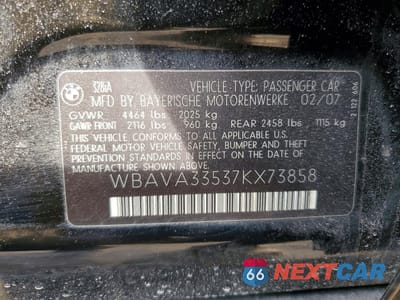 328iA VEHICLE TYPE: PASSENGER CAR
MFD BY BAYERISCHE MOTORENWERKE 02/07
GVWR 4464 lbs 2025 kg
GAWR FRONT 2116 lbs 960 kg REAR 2458 lbs 1115 kg
THIS VEHICLE CONFORMS TO ALL APPLICABLE
FEDERAL MOTOR VEHICLE SAFETY, BUMPER AND THEFT
PREVENTION STANDARDS IN EFFECT ON THE DATE
OF MANUFACTURE SHOWN ABOVE.
WBAVA33537KX73858
66 NEXTCAR